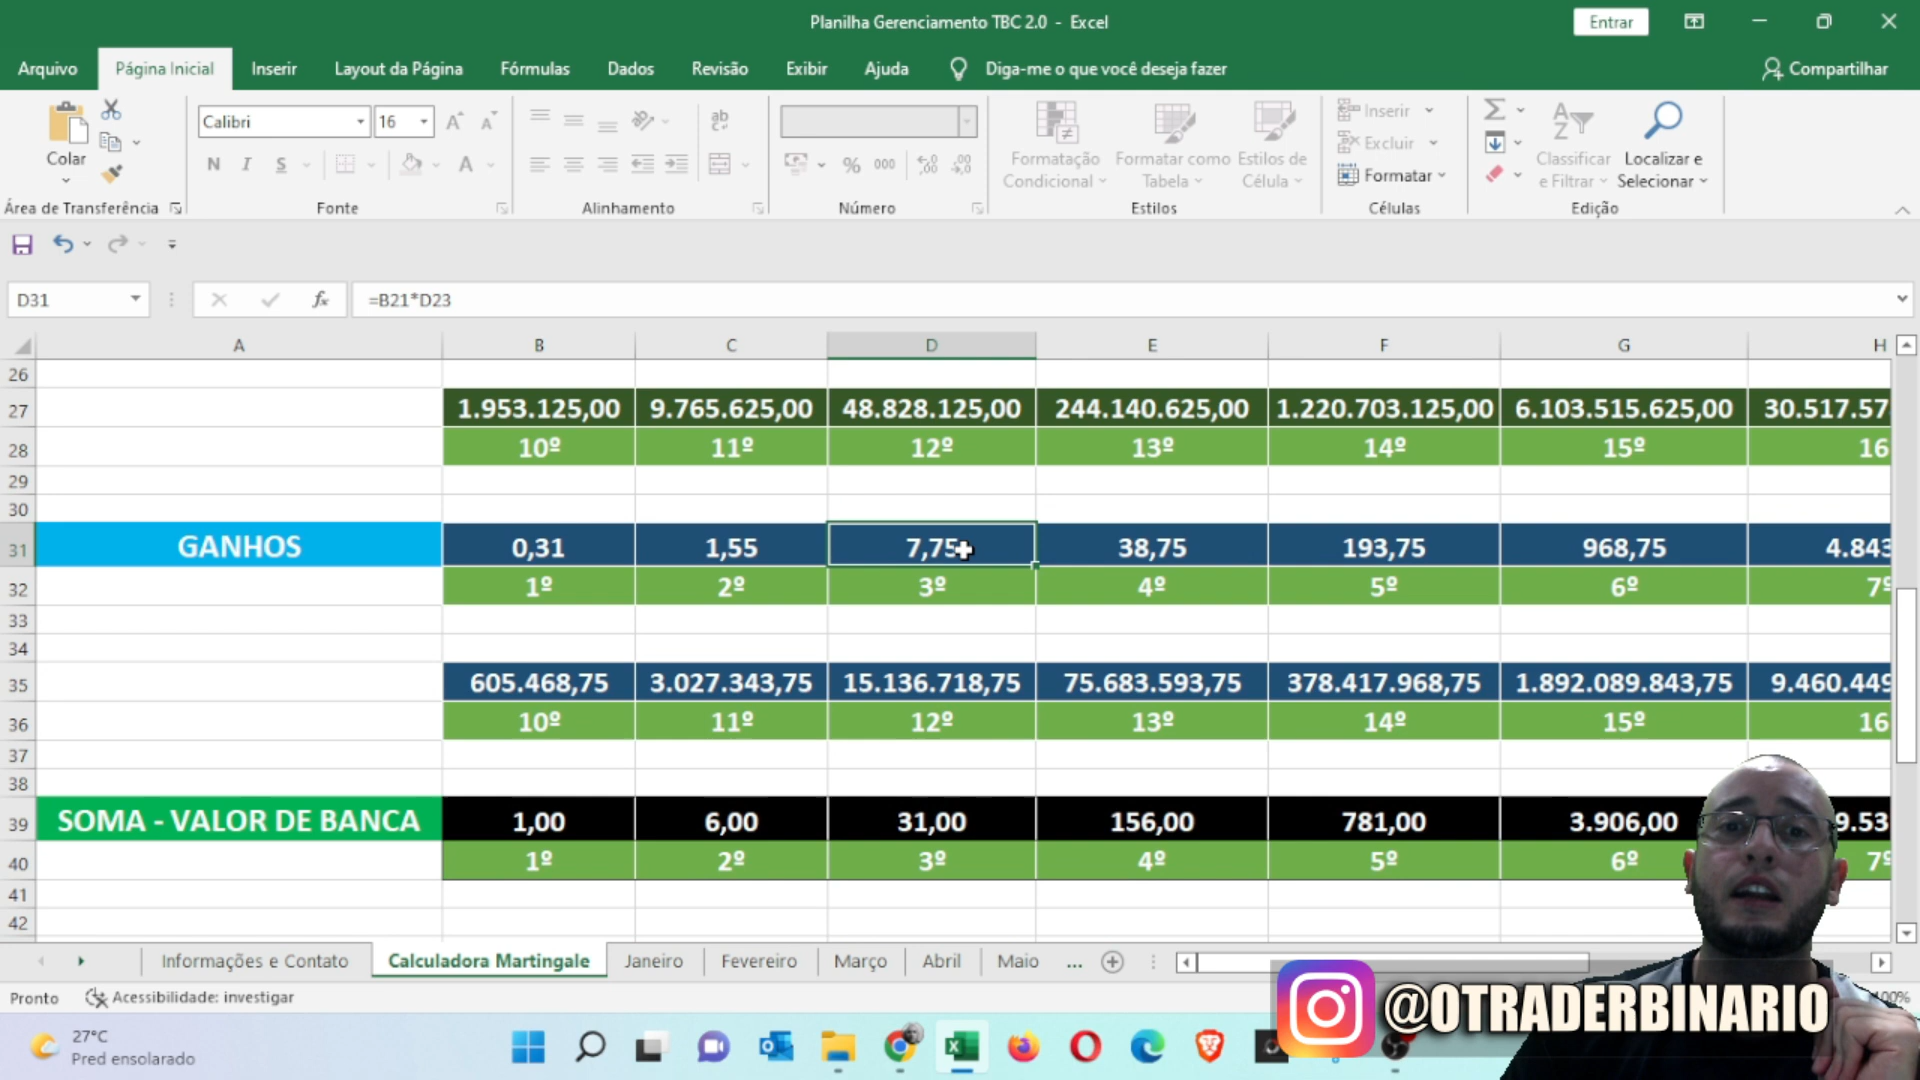 Planilha Gerenciamento TBC 2.0 - Excel
Entrar
Arquivo Página Inicial Inserir Layout da Página Fórmulas Dados Revisão Exibir Ajuda Diga-me o que você deseja fazer Compartilhar
Colar
Área de Transferência
Calibri 16
N I S
Fonte
ab
Alinhamento
% 000
Número
Formatação Condicional
Formatar como Tabela
Estilos de Célula
Estilos
Inserir
Excluir
Formatar
Células
Classificar e Filtrar
Localizar e Selecionar
Edição
D31 fx =B21*D23
A B C D E F G H
26
27 1.953.125,00 9.765.625,00 48.828.125,00 244.140.625,00 1.220.703.125,00 6.103.515.625,00 30.517.57
28 10º 11º 12º 13º 14º 15º 16
29
30
31 GANHOS 0,31 1,55 7,75 38,75 193,75 968,75 4.843
32 1º 2º 3º 4º 5º 6º 7º
33
34
35 605.468,75 3.027.343,75 15.136.718,75 75.683.593,75 378.417.968,75 1.892.089.843,75 9.460.449
36 10º 11º 12º 13º 14º 15º 16
37
38
39 SOMA - VALOR DE BANCA 1,00 6,00 31,00 156,00 781,00 3.906,00 9.53
40 1º 2º 3º 4º 5º 6º 7º
41
42
Informações e Contato Calculadora Martingale Janeiro Fevereiro Março Abril Maio ...
Pronto Acessibilidade: investigar
@OTRADERBINARIO
27°C
Pred ensolarado